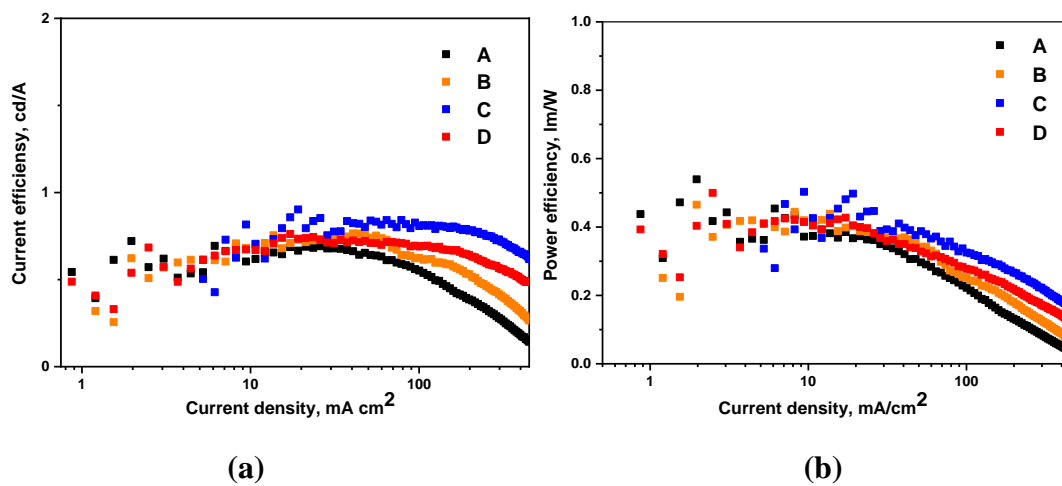 2
1
0
Current efficiensy, cd/A
A
B
C
D
1
10
100
Current density, mA cm²
(a)
1.0
0.8
0.6
0.4
0.2
0.0
Power efficiency, lm/W
A
B
C
D
1
10
100
Current density, mA/cm²
(b)